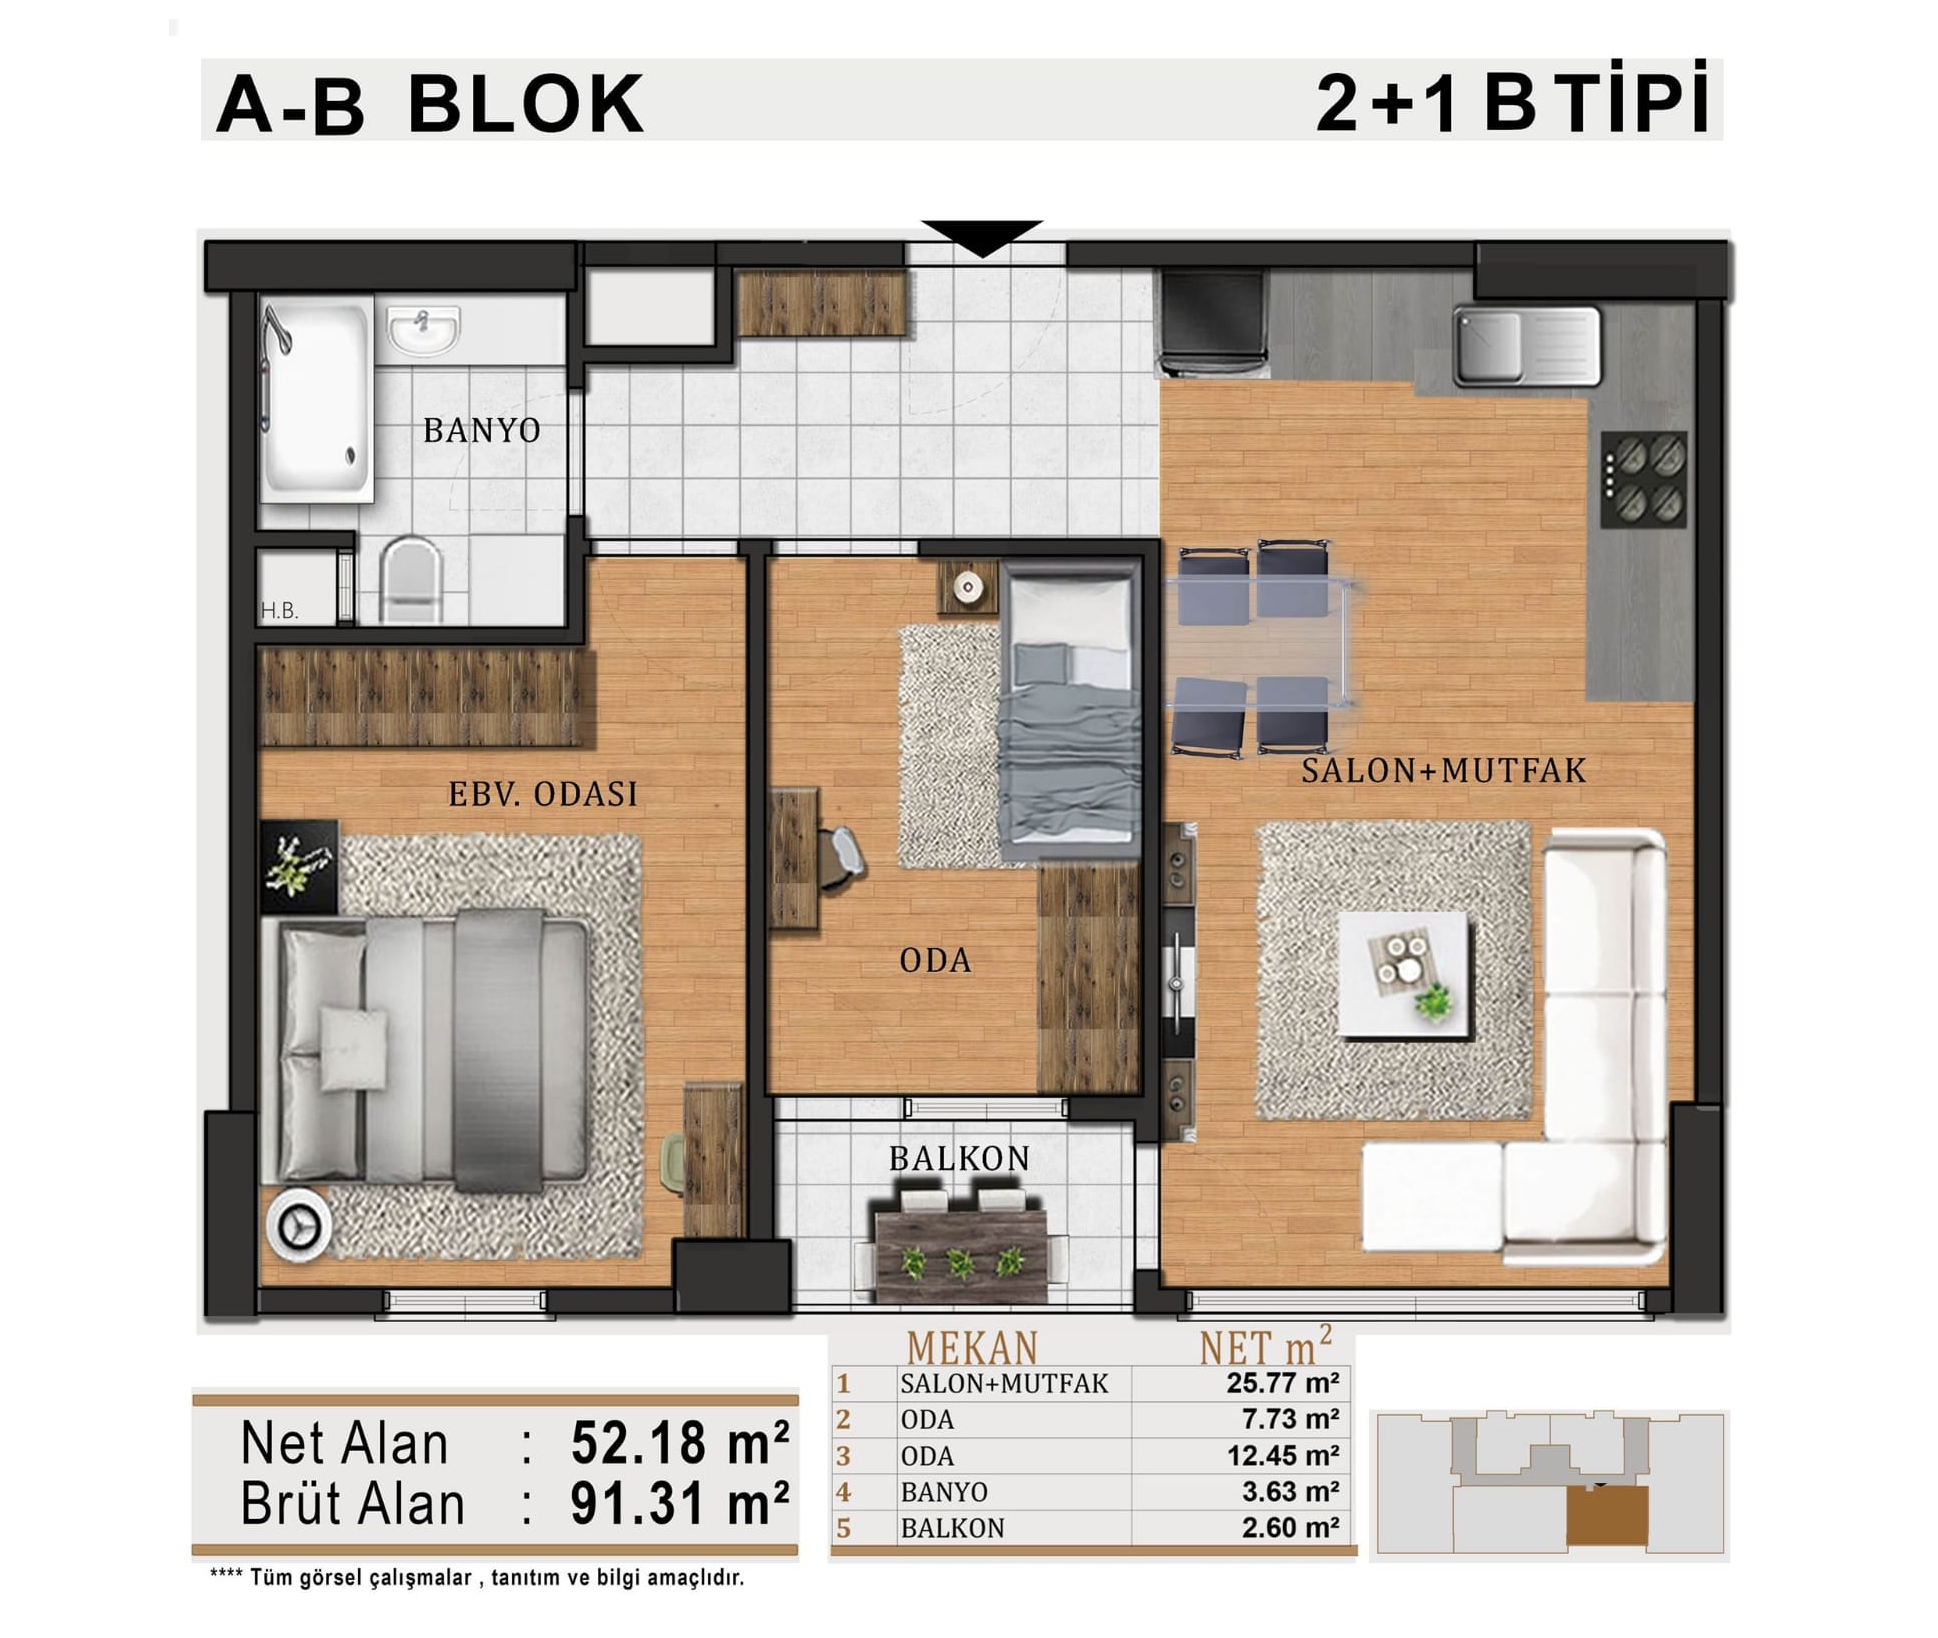 A-B BLOK
2+1 B TİPİ
BANYO
H.B.
EBV. ODASI
SALON+MUTFAK
ODA
BALKON
MEKAN NET m²
1 SALON+MUTFAK 25.77 m²
2 ODA 7.73 m²
3 ODA 12.45 m²
4 BANYO 3.63 m²
5 BALKON 2.60 m²
Net Alan : 52.18 m²
Brüt Alan : 91.31 m²
**** Tüm görsel çalışmalar , tanıtım ve bilgi amaçlıdır.